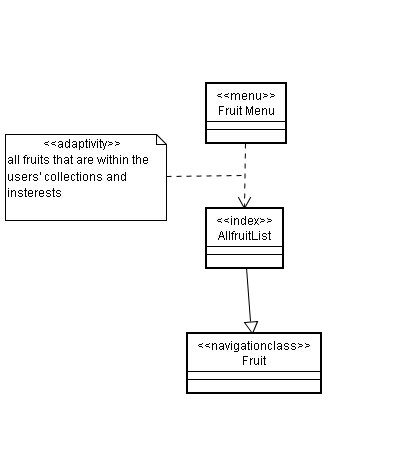 <<menu>>
Fruit Menu
<<adaptivity>>
all fruits that are within the
users' collections and
insterests
<<index>>
AllfruitList
<<navigationclass>>
Fruit